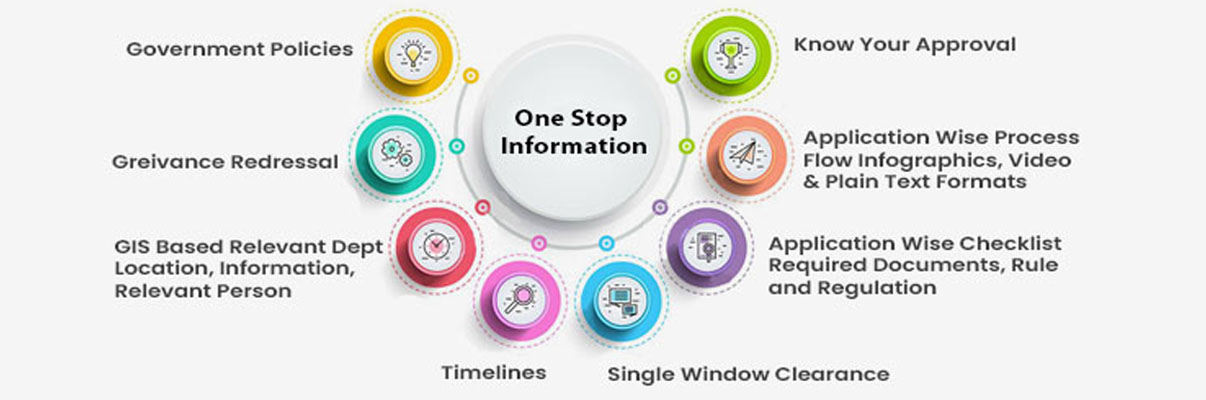 Government Policies
Know Your Approval
One Stop
Information
Application Wise Process
Flow Infographics, Video
& Plain Text Formats
Greivance Redressal
GIS Based Relevant Dept
Location, Information,
Relevant Person
Application Wise Checklist
Required Documents, Rule
and Regulation
Timelines
Single Window Clearance